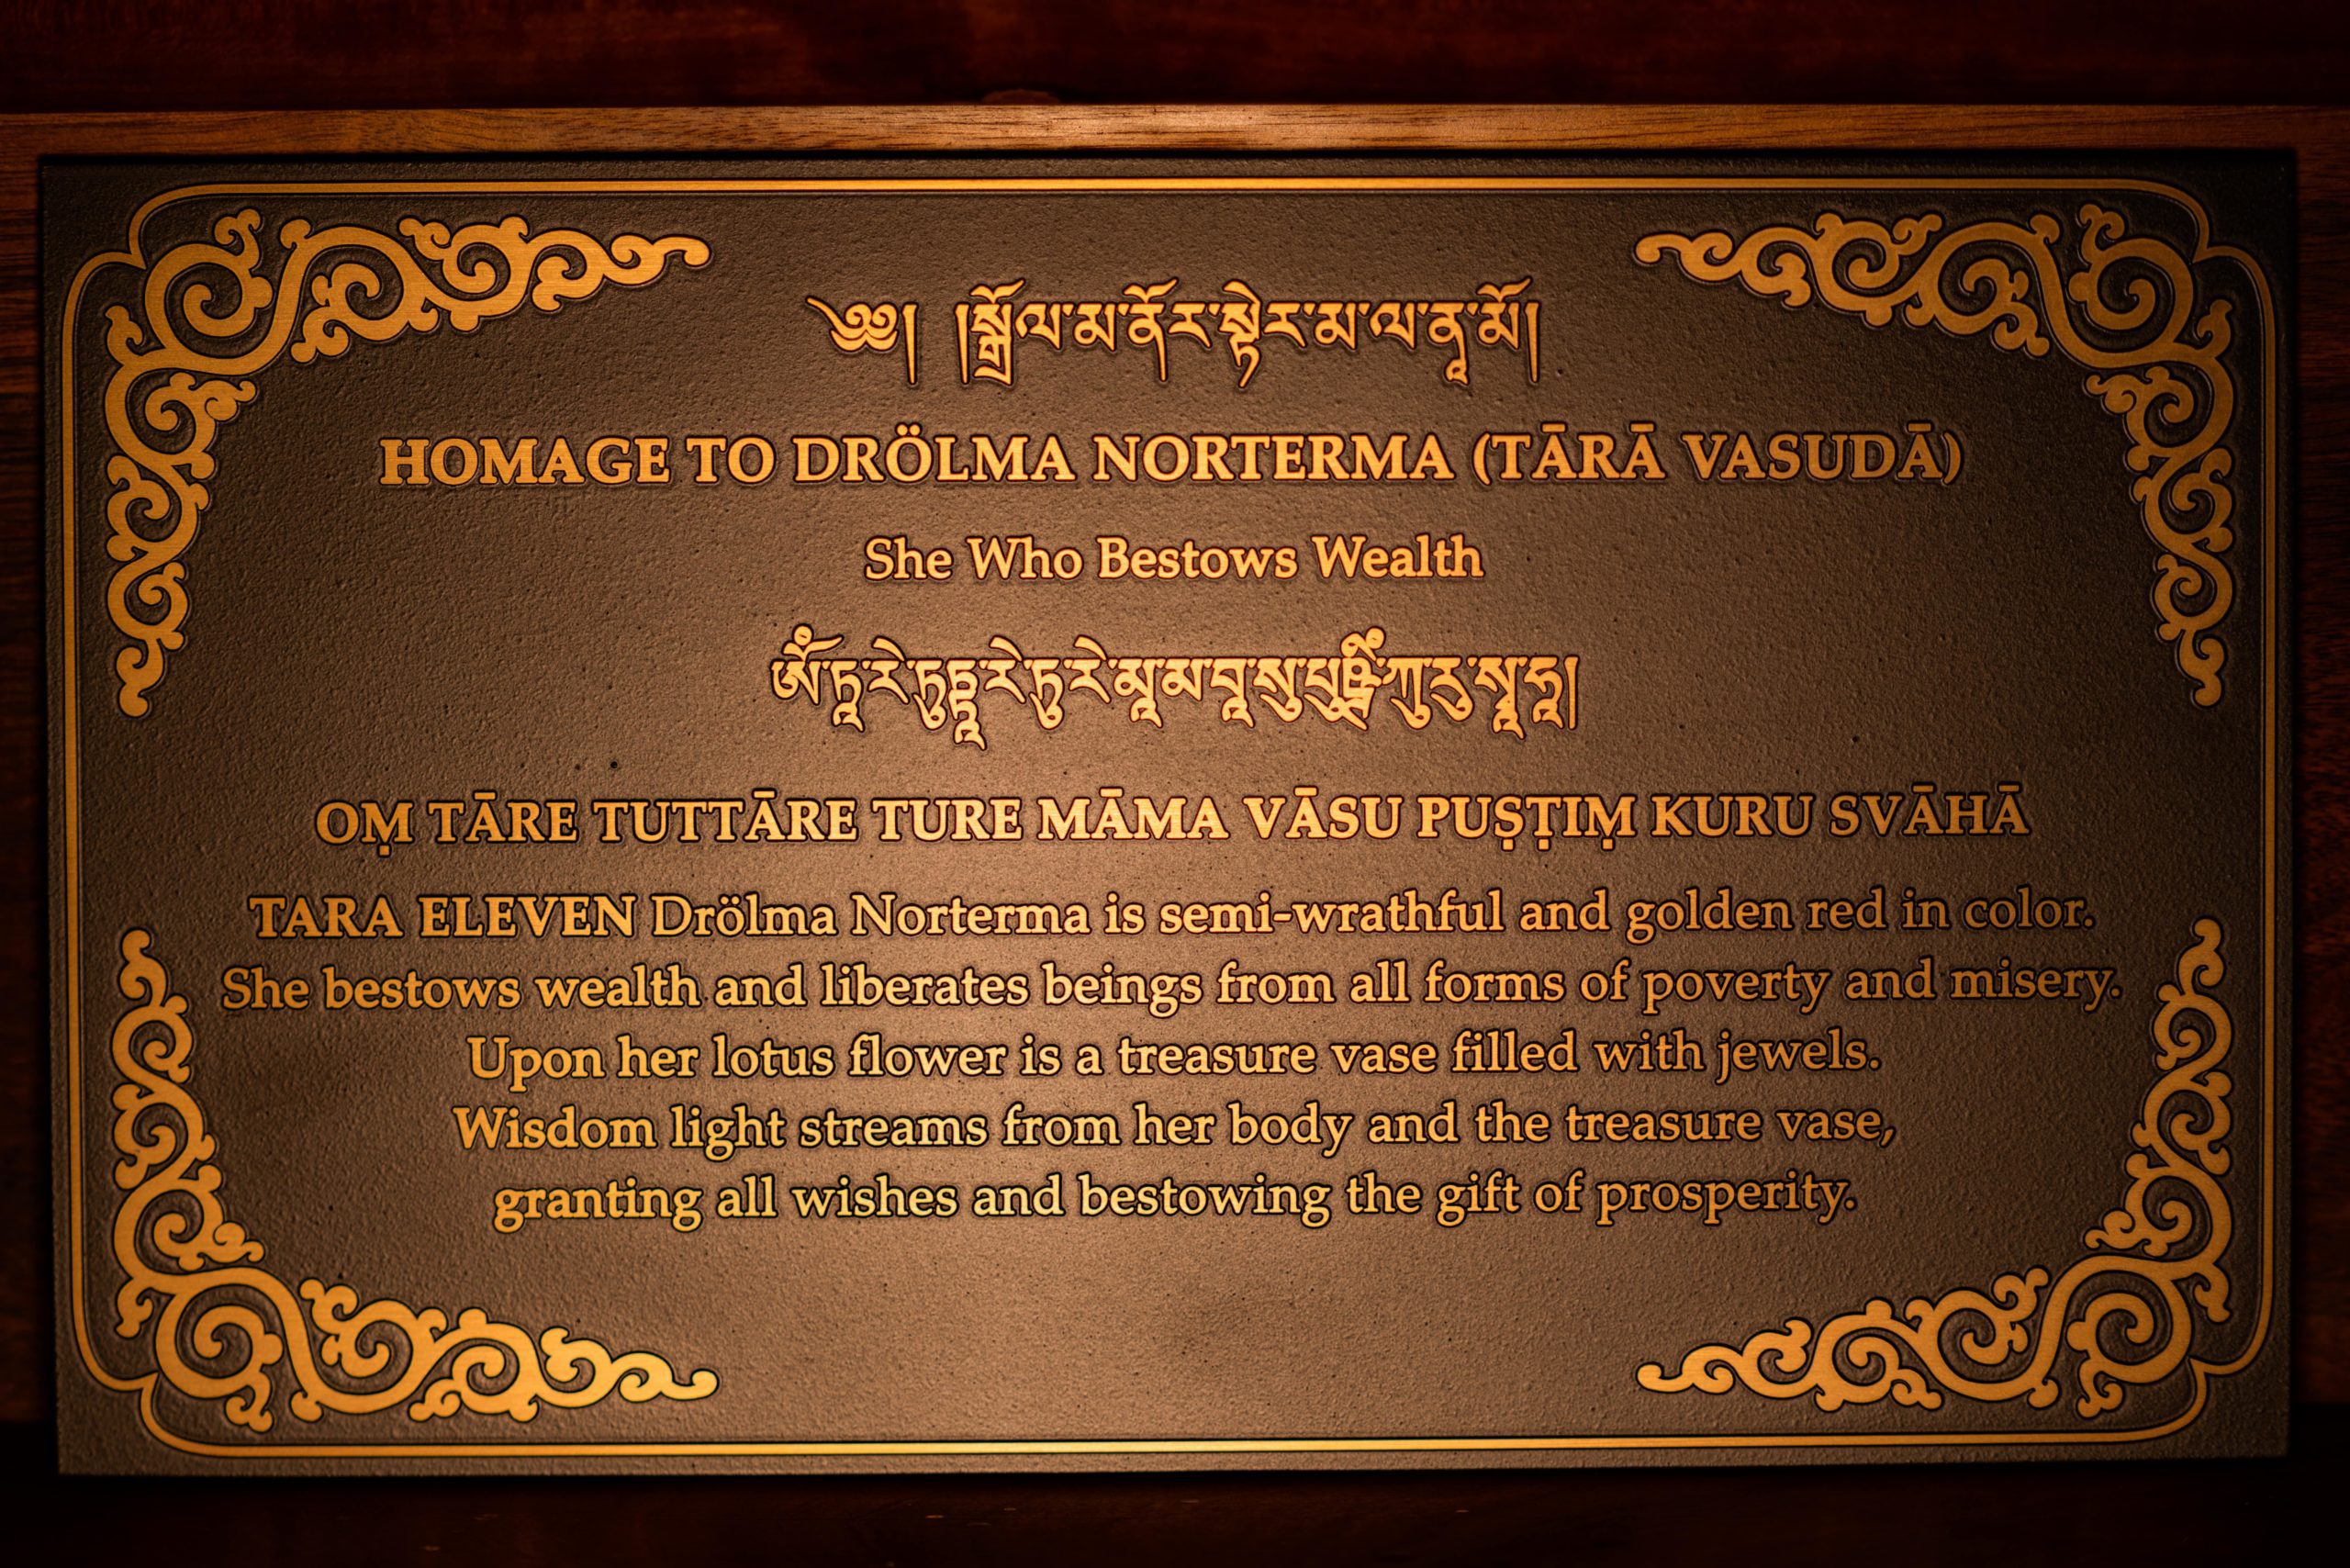 ༄༅། །སྒྲོལ་མ་ནོར་སྟེར་མ་ལ་ན་མོ།
HOMAGE TO DRÖLMA NORTERMA (TĀRĀ VASUDĀ)
She Who Bestows Wealth
ༀ་ཏཱ་རེ་ཏུཏྟཱ་རེ་ཏུ་རེ་མཱ་མ་བཱ་སུ་པུཥྚིཾ་ཀུ་རུ་སྭཱ་ཧཱ།
OṂ TĀRE TUTTĀRE TURE MĀMA VĀSU PUṢṬIṂ KURU SVĀHĀ
TARA ELEVEN Drölma Norterma is semi-wrathful and golden red in color.
She bestows wealth and liberates beings from all forms of poverty and misery.
Upon her lotus flower is a treasure vase filled with jewels.
Wisdom light streams from her body and the treasure vase,
granting all wishes and bestowing the gift of prosperity.